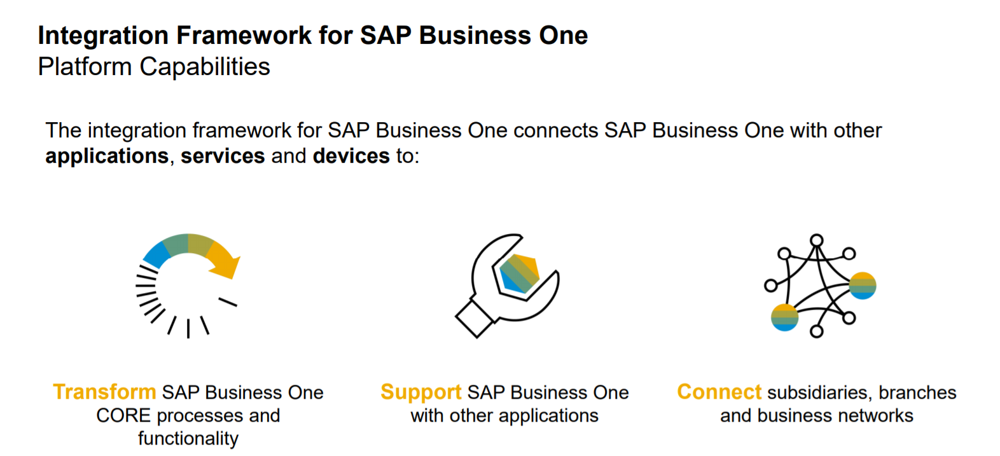 Integration Framework for SAP Business One
Platform Capabilities
The integration framework for SAP Business One connects SAP Business One with other
applications, services and devices to:
Transform SAP Business One
CORE processes and
functionality
Support SAP Business One
with other applications
Connect subsidiaries, branches
and business networks